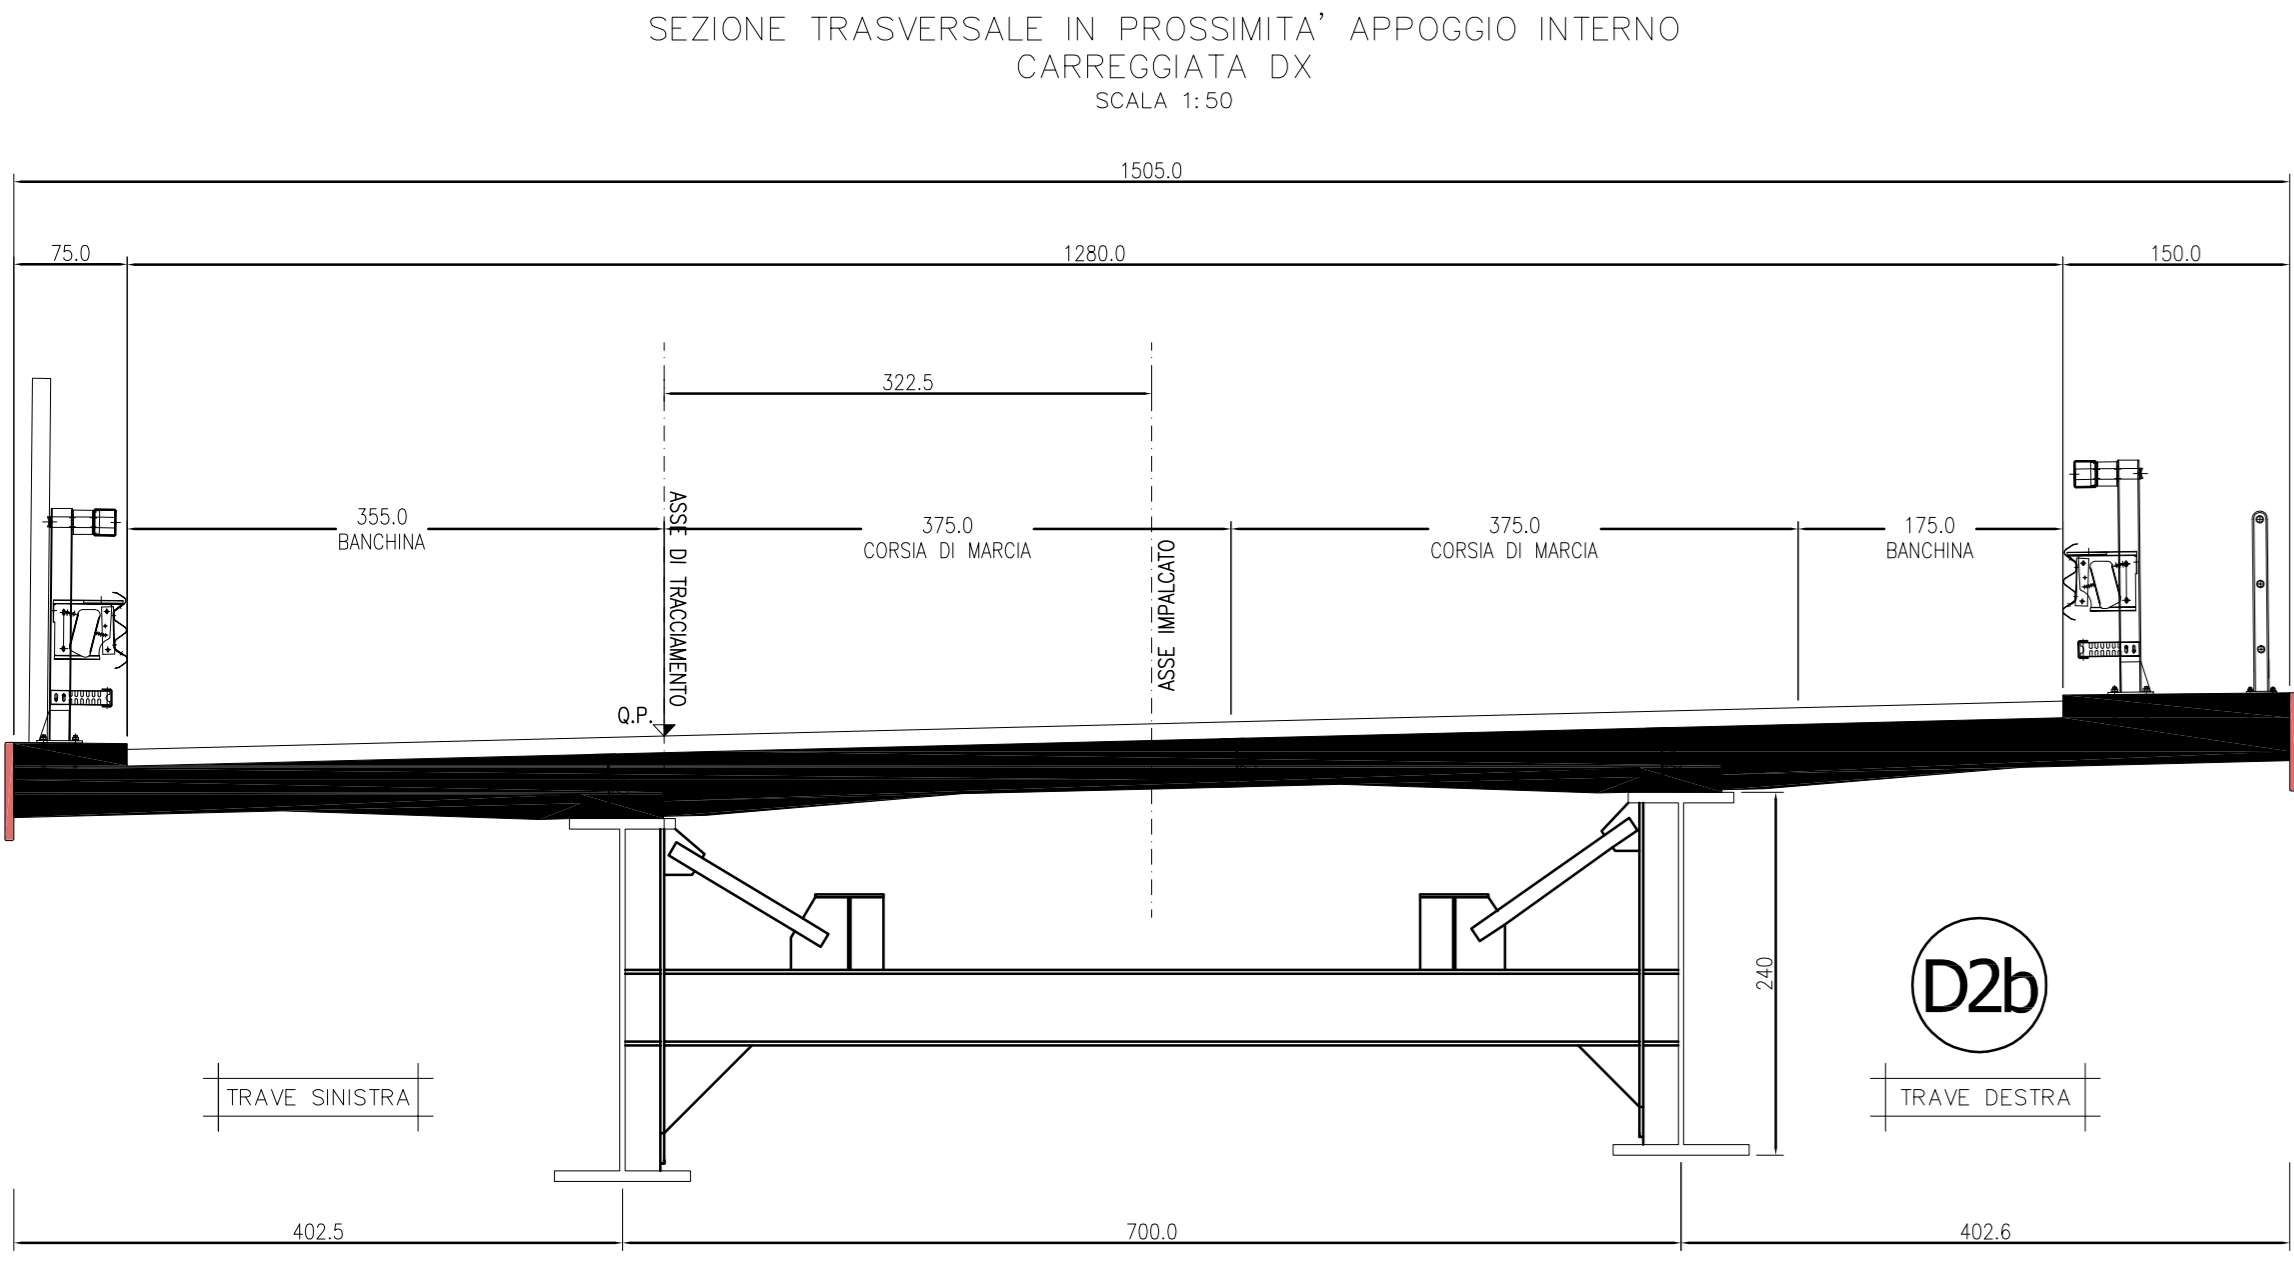 SEZIONE TRASVERSALE IN PROSSIMITA' APPOGGIO INTERNO
CARREGGIATA DX
SCALA 1:50
1505.0
75.0
1280.0
150.0
322.5
355.0
BANCHINA
ASSE DI TRACCIAMENTO
375.0
CORSIA DI MARCIA
ASSE IMPALCATO
375.0
CORSIA DI MARCIA
175.0
BANCHINA
Q.P.
240
D2b
TRAVE SINISTRA
TRAVE DESTRA
402.5
700.0
402.6